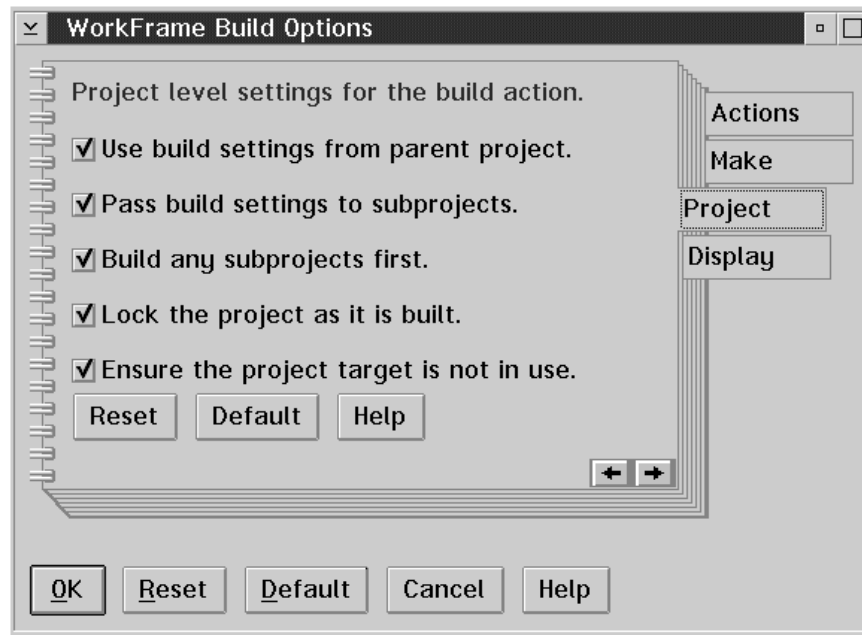 WorkFrame Build Options
Project level settings for the build action.
Use build settings from parent project.
Pass build settings to subprojects.
Build any subprojects first.
Lock the project as it is built.
Ensure the project target is not in use.
Reset Default Help
Actions
Make
Project
Display
OK Reset Default Cancel Help